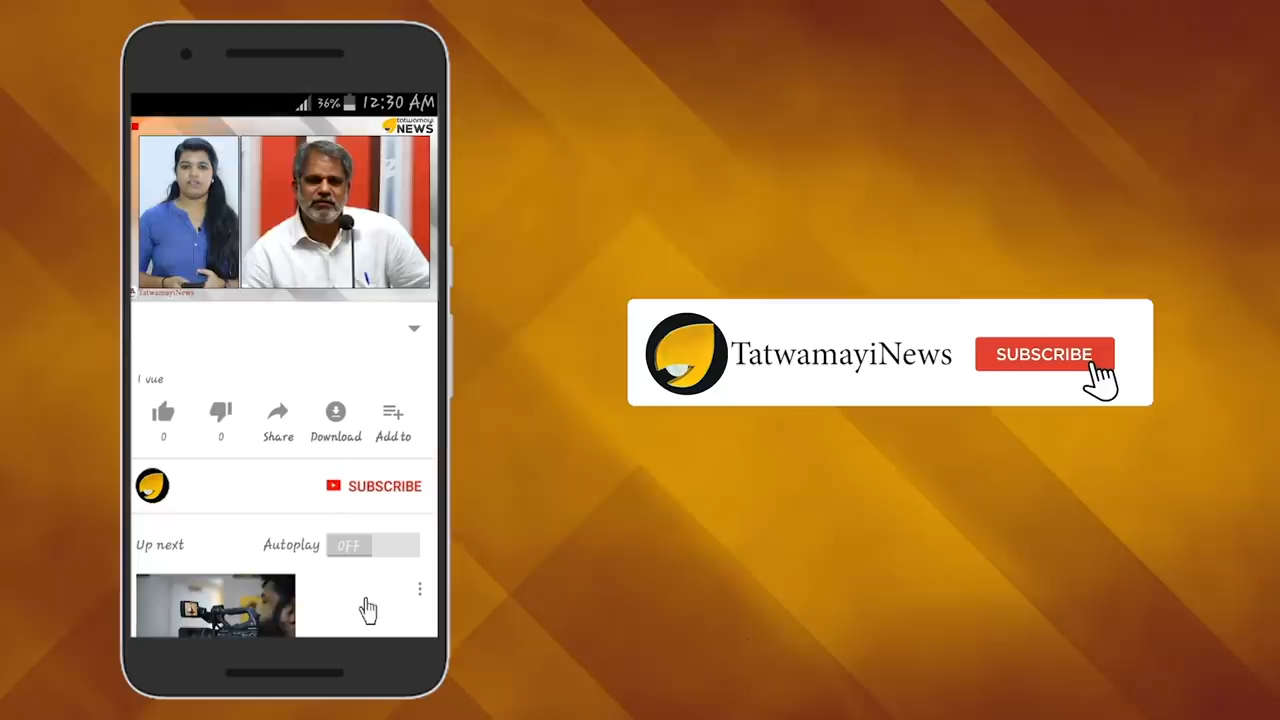 36% 12:30 AM
tatwamayi
NEWS
TatwamayiNews
1 vue
0 0 Share Download Add to
SUBSCRIBE
Up next Autoplay OFF
TatwamayiNews SUBSCRIBE